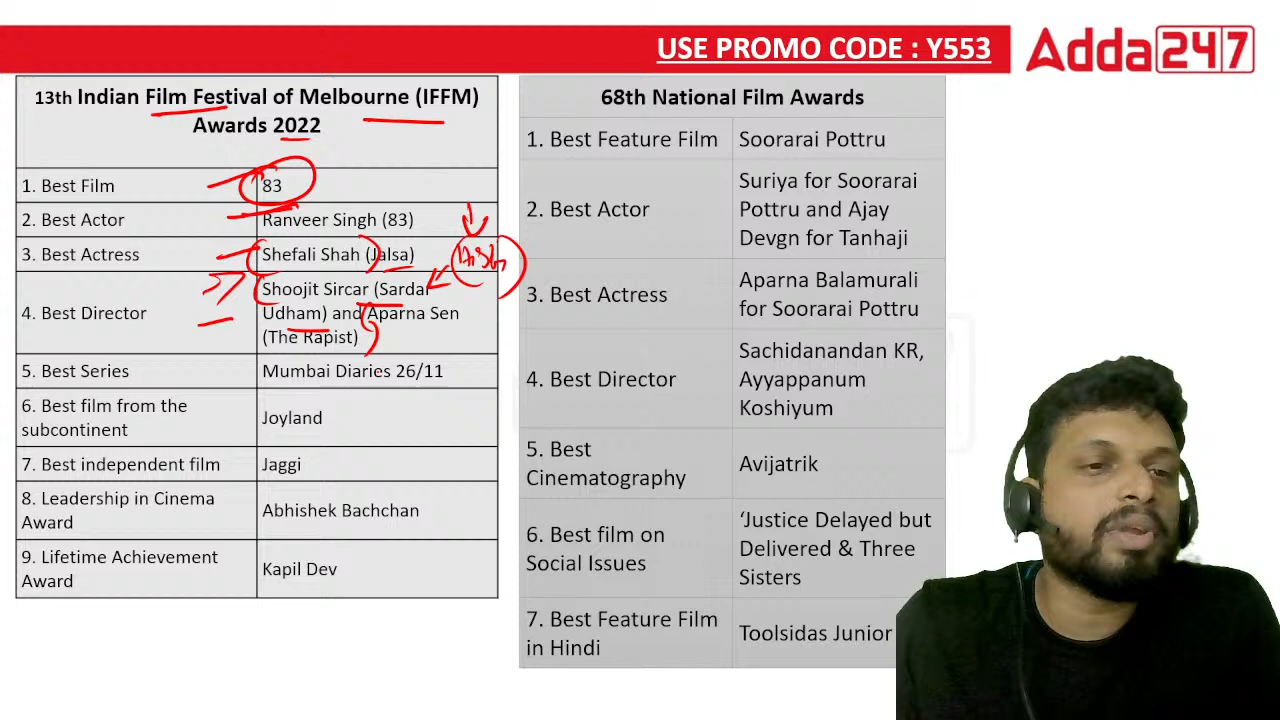 USE PROMO CODE : Y553
Adda247
13th Indian Film Festival of Melbourne (IFFM)
Awards 2022
1. Best Film
83
2. Best Actor
Ranveer Singh (83)
3. Best Actress
Shefali Shah (Jalsa)
4. Best Director
Shoojit Sircar (Sardar
Udham) and Aparna Sen
(The Rapist)
5. Best Series
Mumbai Diaries 26/11
6. Best film from the
subcontinent
Joyland
7. Best independent film
Jaggi
8. Leadership in Cinema
Award
Abhishek Bachchan
9. Lifetime Achievement
Award
Kapil Dev
68th National Film Awards
1. Best Feature Film
Soorarai Pottru
2. Best Actor
Suriya for Soorarai
Pottru and Ajay
Devgn for Tanhaji
3. Best Actress
Aparna Balamurali
for Soorarai Pottru
4. Best Director
Sachidanandan KR,
Ayyappanum
Koshiyum
5. Best
Cinematography
Avijatrik
6. Best film on
Social Issues
‘Justice Delayed but
Delivered & Three
Sisters
7. Best Feature Film
in Hindi
Toolsidas Junior